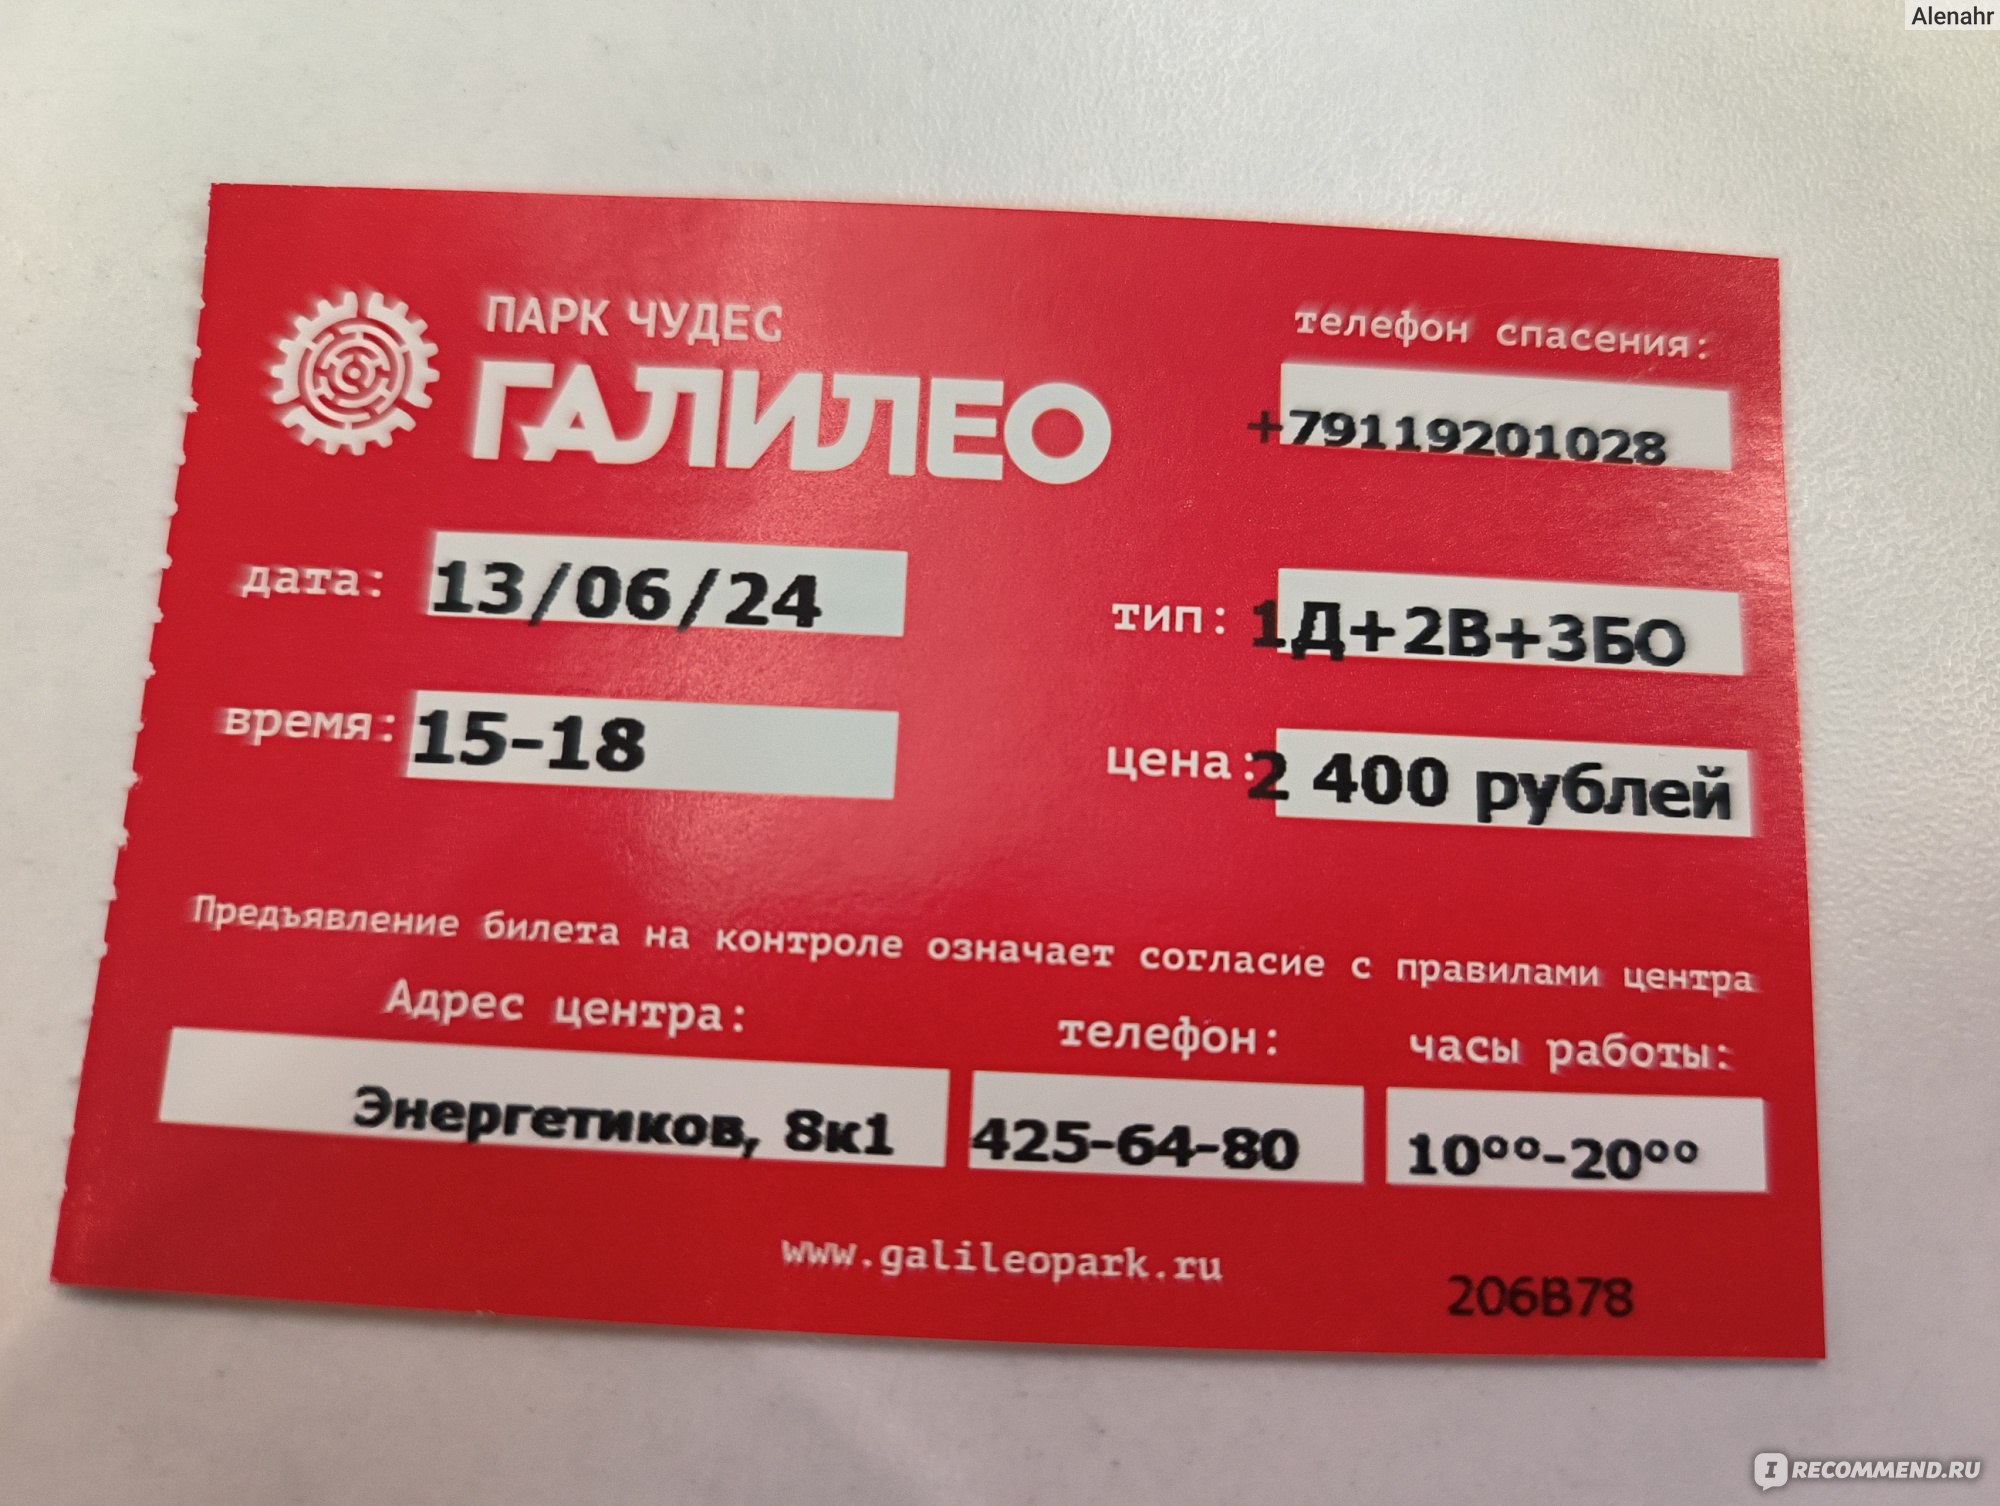 Alenahr
ПАРК ЧУДЕС
ГАЛИЛЕО
телефон спасения:
+79119201028
дата: 13/06/24
тип: 1Д+2В+3БО
время: 15-18
цена: 2 400 рублей
Предъявление билета на контроле означает согласие с правилами центра
Адрес центра: телефон: часы работы:
Энергетиков, 8к1 425-64-80 10⁰⁰-20⁰⁰
www.galileopark.ru
206B78
I RECOMMEND.RU